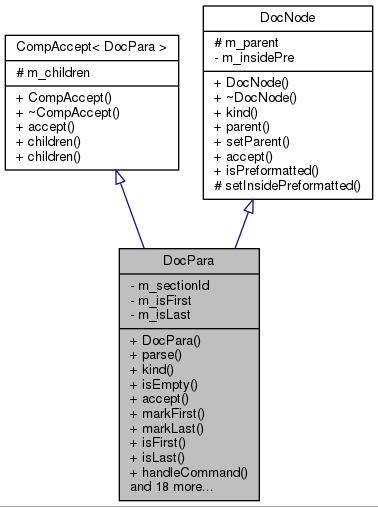 CompAccept< DocPara >
# m_children
+ CompAccept()
+ ~CompAccept()
+ accept()
+ children()
+ children()
DocNode
# m_parent
- m_insidePre
+ DocNode()
+ ~DocNode()
+ kind()
+ parent()
+ setParent()
+ accept()
+ isPreformatted()
# setInsidePreformatted()
DocPara
- m_sectionId
- m_isFirst
- m_isLast
+ DocPara()
+ parse()
+ kind()
+ isEmpty()
+ accept()
+ markFirst()
+ markLast()
+ isFirst()
+ isLast()
+ handleCommand()
and 18 more...